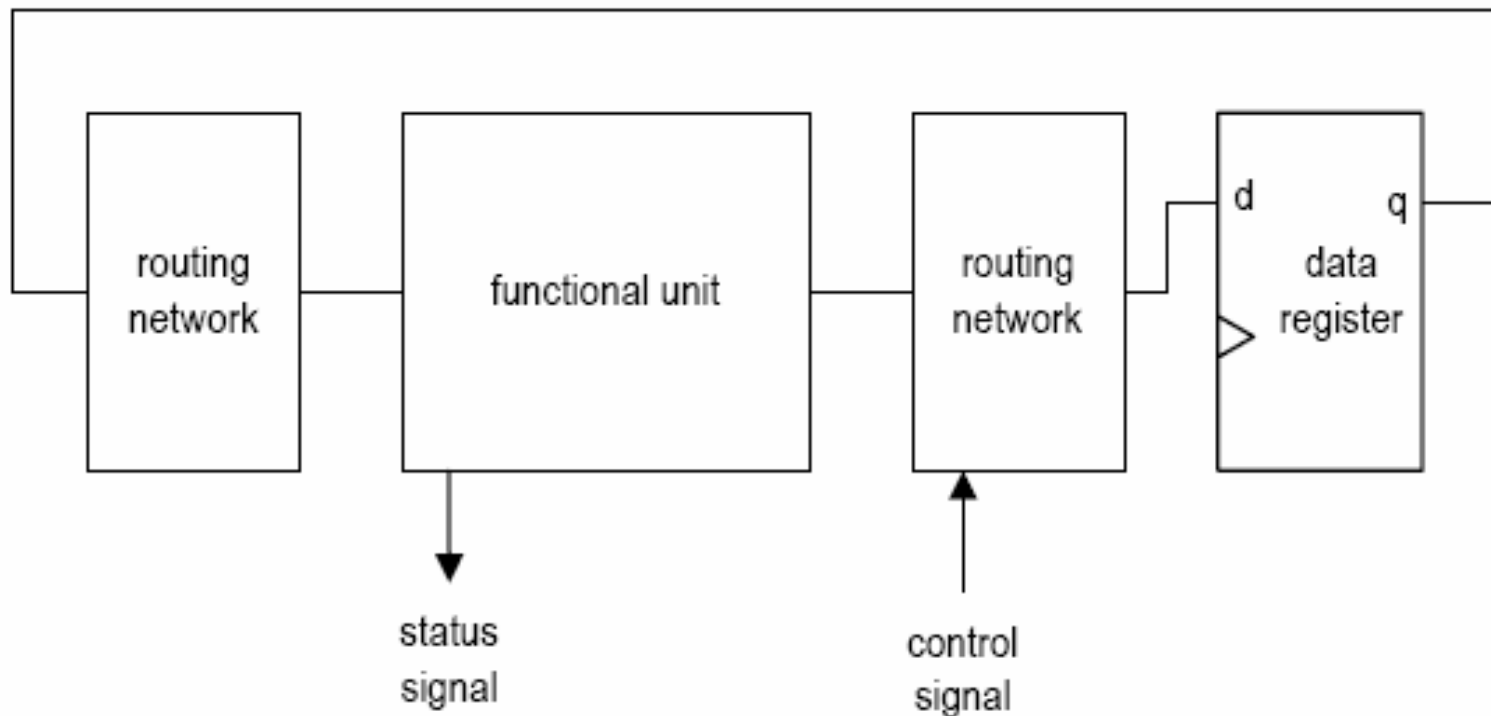 routing
network
functional unit
routing
network
d
q
data
register
status
signal
control
signal